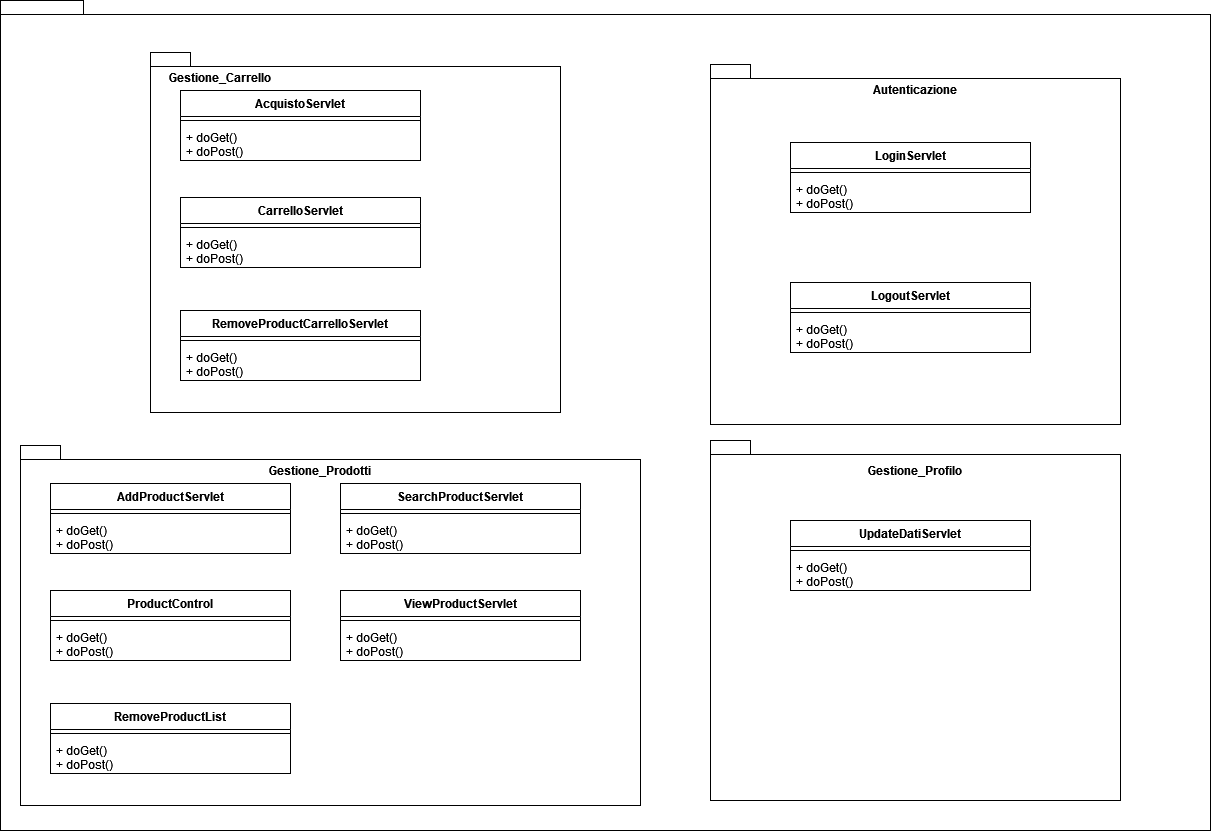 Gestione_Carrello
AcquistoServlet
+ doGet()
+ doPost()
CarrelloServlet
+ doGet()
+ doPost()
RemoveProductCarrelloServlet
+ doGet()
+ doPost()
Autenticazione
LoginServlet
+ doGet()
+ doPost()
LogoutServlet
+ doGet()
+ doPost()
Gestione_Prodotti
AddProductServlet
+ doGet()
+ doPost()
SearchProductServlet
+ doGet()
+ doPost()
ProductControl
+ doGet()
+ doPost()
ViewProductServlet
+ doGet()
+ doPost()
RemoveProductList
+ doGet()
+ doPost()
Gestione_Profilo
UpdateDatiServlet
+ doGet()
+ doPost()